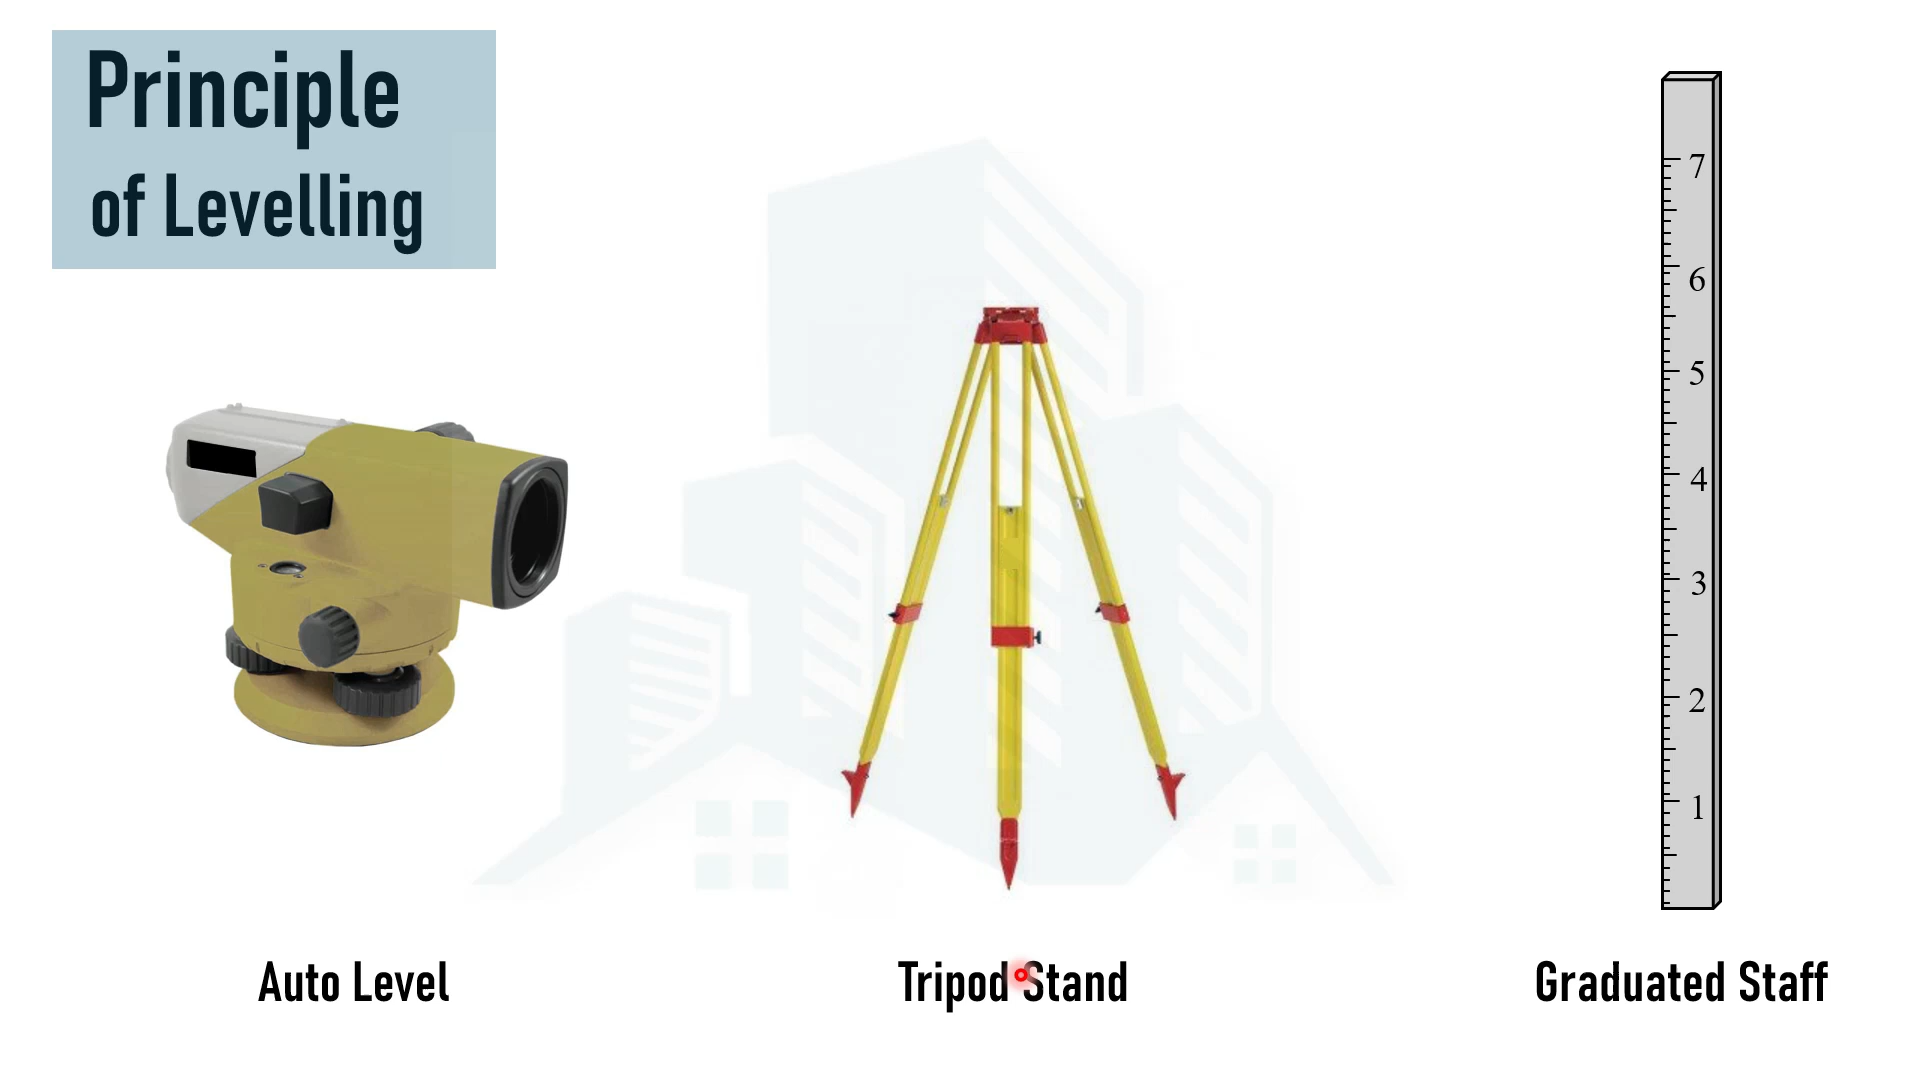 Principle
of Levelling
7
6
5
4
3
2
1
Auto Level
Tripod Stand
Graduated Staff